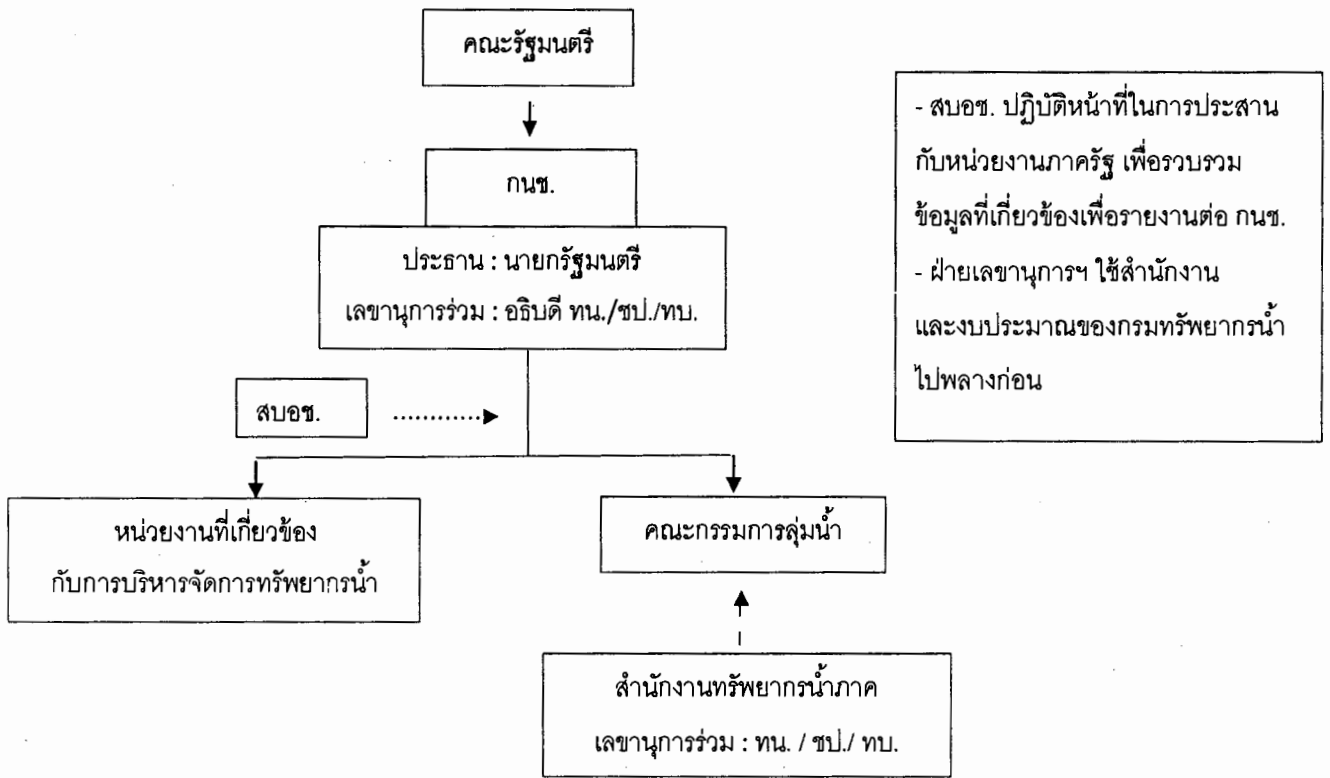 คณะรัฐมนตรี
กนช.
ประธาน : นายกรัฐมนตรี
เลขานุการร่วม : อธิบดี ทน./ชป./ทบ.
สบอช.
หน่วยงานที่เกี่ยวข้อง
กับการบริหารจัดการทรัพยากรน้ำ
คณะกรรมการลุ่มน้ำ
สำนักงานทรัพยากรน้ำภาค
เลขานุการร่วม : ทน. / ชป./ ทบ.
- สบอช. ปฏิบัติหน้าที่ในการประสาน
กับหน่วยงานภาครัฐ เพื่อรวบรวม
ข้อมูลที่เกี่ยวข้องเพื่อรายงานต่อ กนช.
- ฝ่ายเลขานุการฯ ใช้สำนักงาน
และงบประมาณของกรมทรัพยากรน้ำ
ไปพลางก่อน